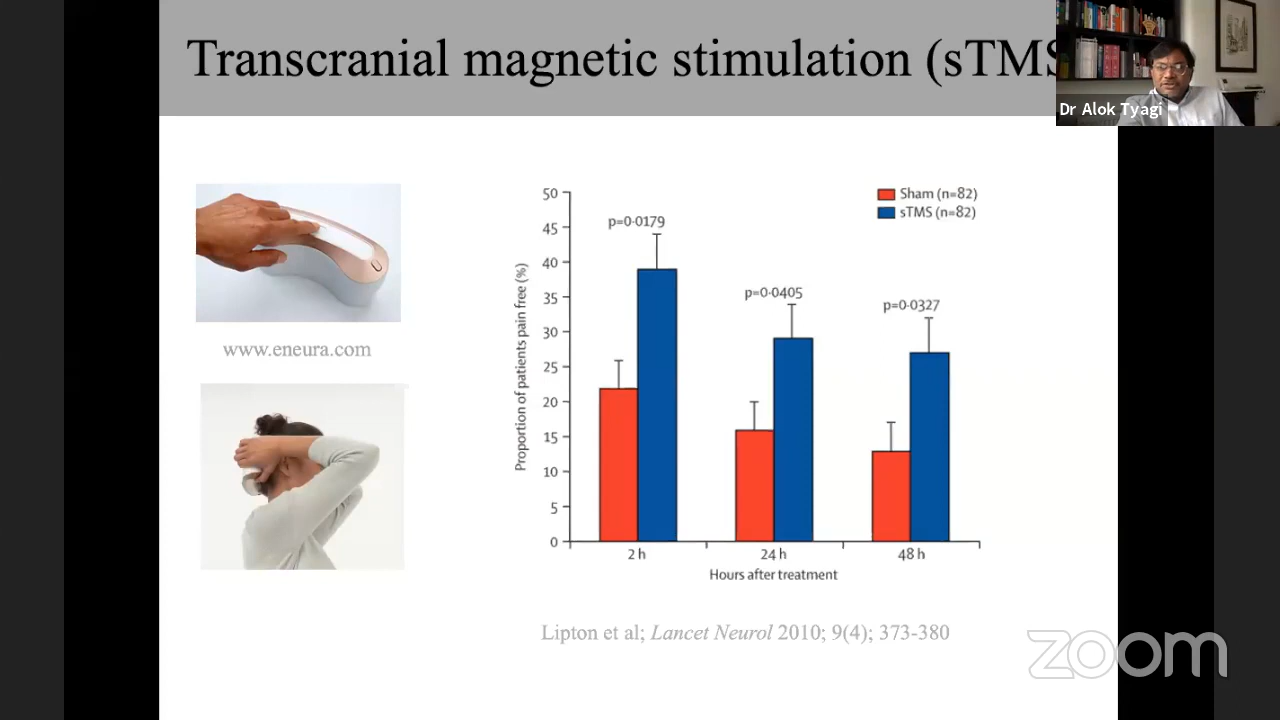 Transcranial magnetic stimulation (sTMS
Dr Alok Tyagi
www.eneura.com
Sham (n=82)
sTMS (n=82)
p=0·0179
p=0·0405
p=0·0327
Proportion of patients pain free (%)
50
45
40
35
30
25
20
15
10
5
0
2 h
24 h
48 h
Hours after treatment
Lipton et al; Lancet Neurol 2010; 9(4); 373-380
zoom